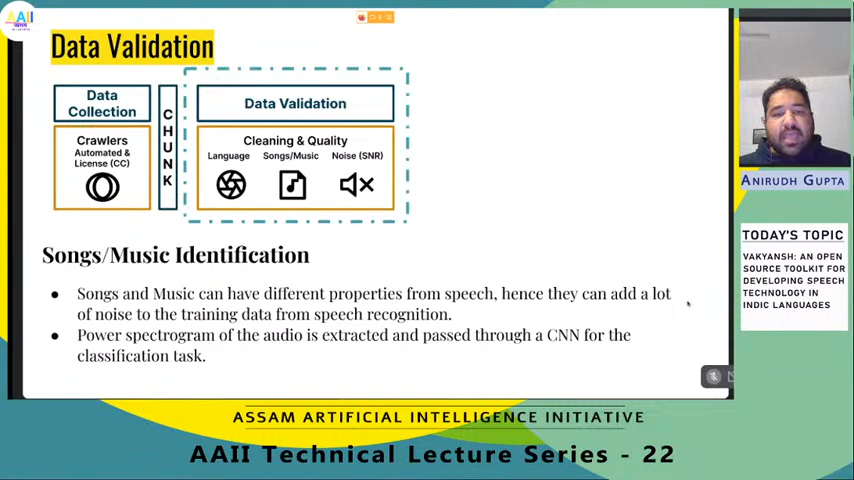 AAII
Data Validation
Data
Collection
Crawlers
Automated &
License (CC)
CHUNK
Data Validation
Cleaning & Quality
Language Songs/Music Noise (SNR)
Songs/Music Identification
● Songs and Music can have different properties from speech, hence they can add a lot
of noise to the training data from speech recognition.
● Power spectrogram of the audio is extracted and passed through a CNN for the
classification task.
ANIRUDH GUPTA
TODAY'S TOPIC
VAKYANSH: AN OPEN
SOURCE TOOLKIT FOR
DEVELOPING SPEECH
TECHNOLOGY IN
INDIC LANGUAGES
ASSAM ARTIFICIAL INTELLIGENCE INITIATIVE
AAII Technical Lecture Series - 22